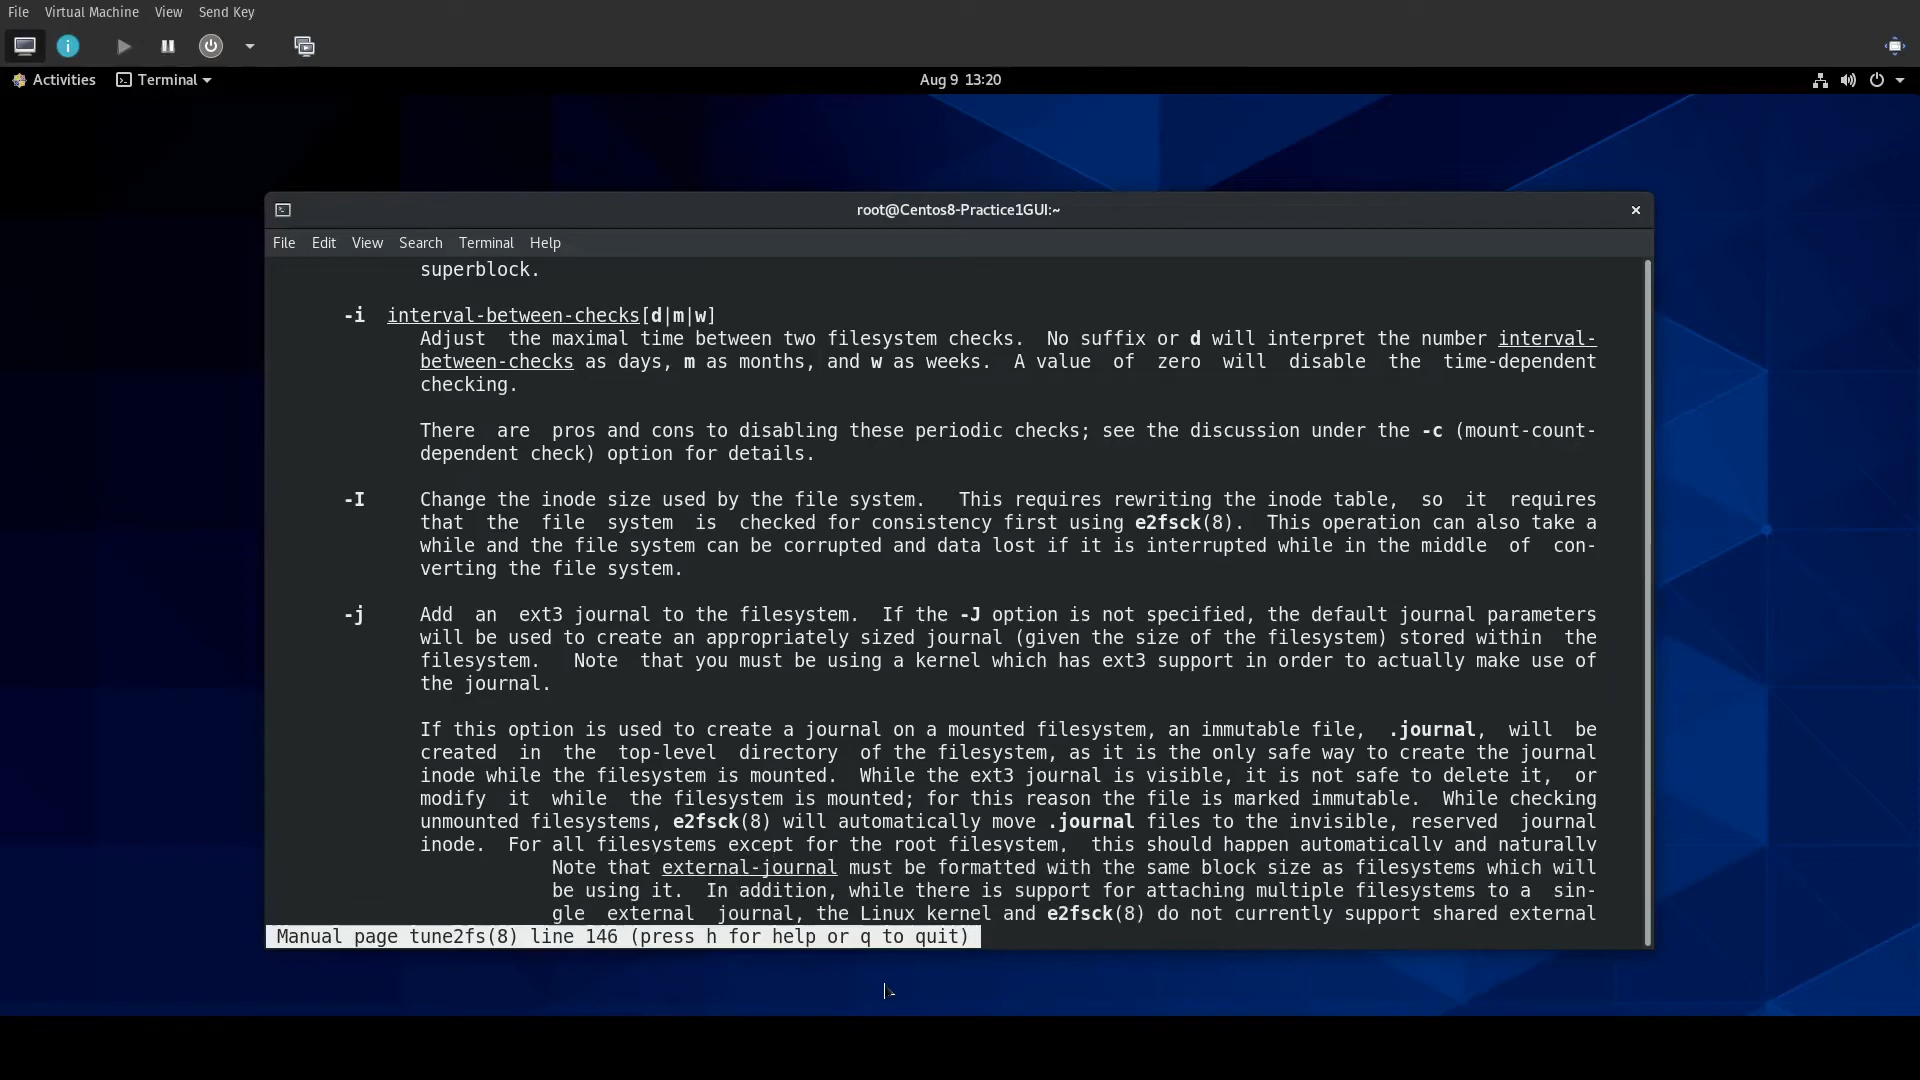 File Virtual Machine View Send Key
Activities Terminal Aug 9 13:20
root@Centos8-Practice1GUI:~
File Edit View Search Terminal Help
superblock.
-i interval-between-checks[d|m|w]
Adjust the maximal time between two filesystem checks. No suffix or d will interpret the number interval-
between-checks as days, m as months, and w as weeks. A value of zero will disable the time-dependent
checking.
There are pros and cons to disabling these periodic checks; see the discussion under the -c (mount-count-
dependent check) option for details.
-I Change the inode size used by the file system. This requires rewriting the inode table, so it requires
that the file system is checked for consistency first using e2fsck(8). This operation can also take a
while and the file system can be corrupted and data lost if it is interrupted while in the middle of con-
verting the file system.
-j Add an ext3 journal to the filesystem. If the -J option is not specified, the default journal parameters
will be used to create an appropriately sized journal (given the size of the filesystem) stored within the
filesystem. Note that you must be using a kernel which has ext3 support in order to actually make use of
the journal.
If this option is used to create a journal on a mounted filesystem, an immutable file, .journal, will be
created in the top-level directory of the filesystem, as it is the only safe way to create the journal
inode while the filesystem is mounted. While the ext3 journal is visible, it is not safe to delete it, or
modify it while the filesystem is mounted; for this reason the file is marked immutable. While checking
unmounted filesystems, e2fsck(8) will automatically move .journal files to the invisible, reserved journal
inode. For all filesystems except for the root filesystem, this should happen automatically and naturally
Note that external-journal must be formatted with the same block size as filesystems which will
be using it. In addition, while there is support for attaching multiple filesystems to a sin-
gle external journal, the Linux kernel and e2fsck(8) do not currently support shared external
Manual page tune2fs(8) line 146 (press h for help or q to quit)